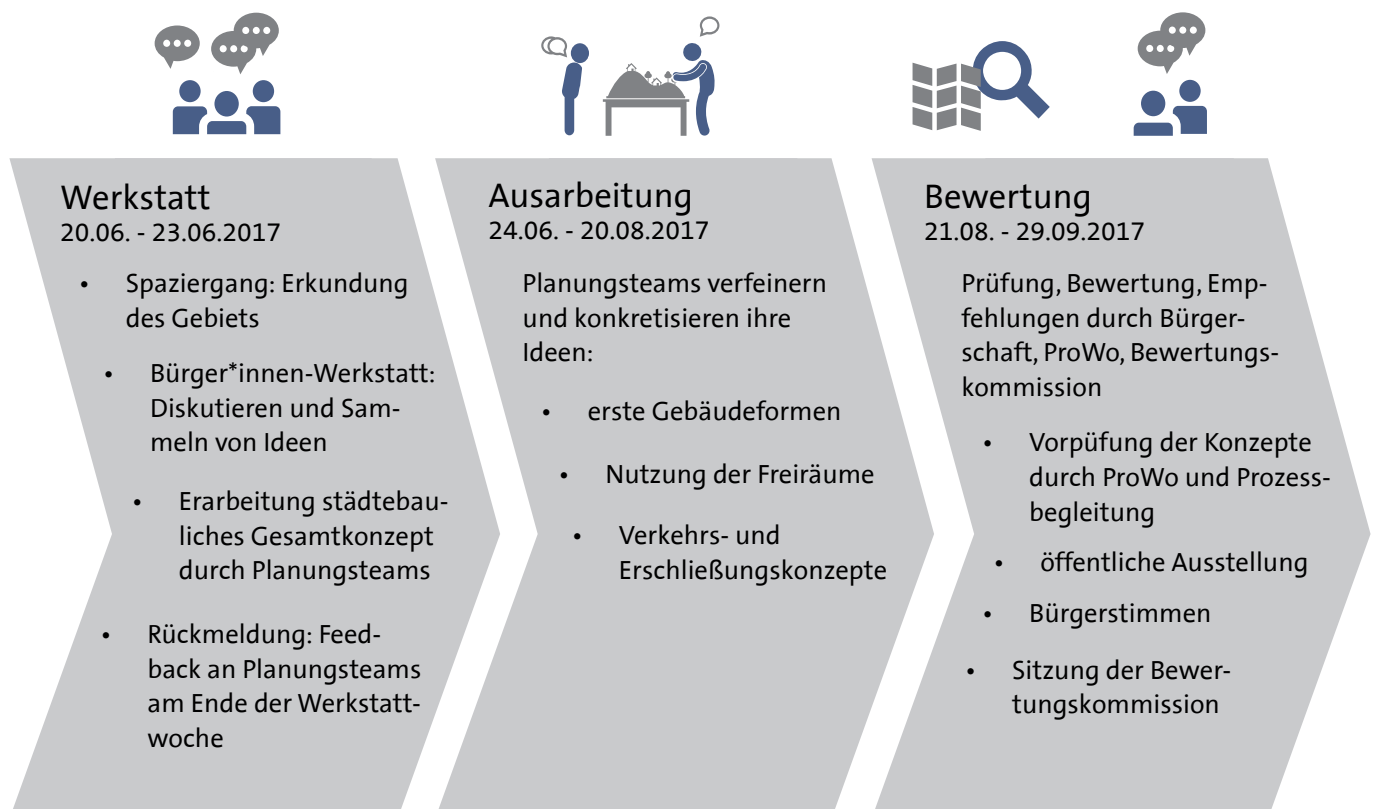 Werkstatt
20.06. - 23.06.2017
• Spaziergang: Erkundung
des Gebiets
• Bürger*innen-Werkstatt:
Diskutieren und Sam-
meln von Ideen
• Erarbeitung städtebau-
liches Gesamtkonzept
durch Planungsteams
• Rückmeldung: Feed-
back an Planungsteams
am Ende der Werkstatt-
woche
Ausarbeitung
24.06. - 20.08.2017
Planungsteams verfeinern
und konkretisieren ihre
Ideen:
• erste Gebäudeformen
• Nutzung der Freiräume
• Verkehrs- und
Erschließungskonzepte
Bewertung
21.08. - 29.09.2017
Prüfung, Bewertung, Emp-
fehlungen durch Bürger-
schaft, ProWo, Bewertungs-
kommission
• Vorpüfung der Konzepte
durch ProWo und Prozess-
begleitung
• öffentliche Ausstellung
• Bürgerstimmen
• Sitzung der Bewer-
tungskommission